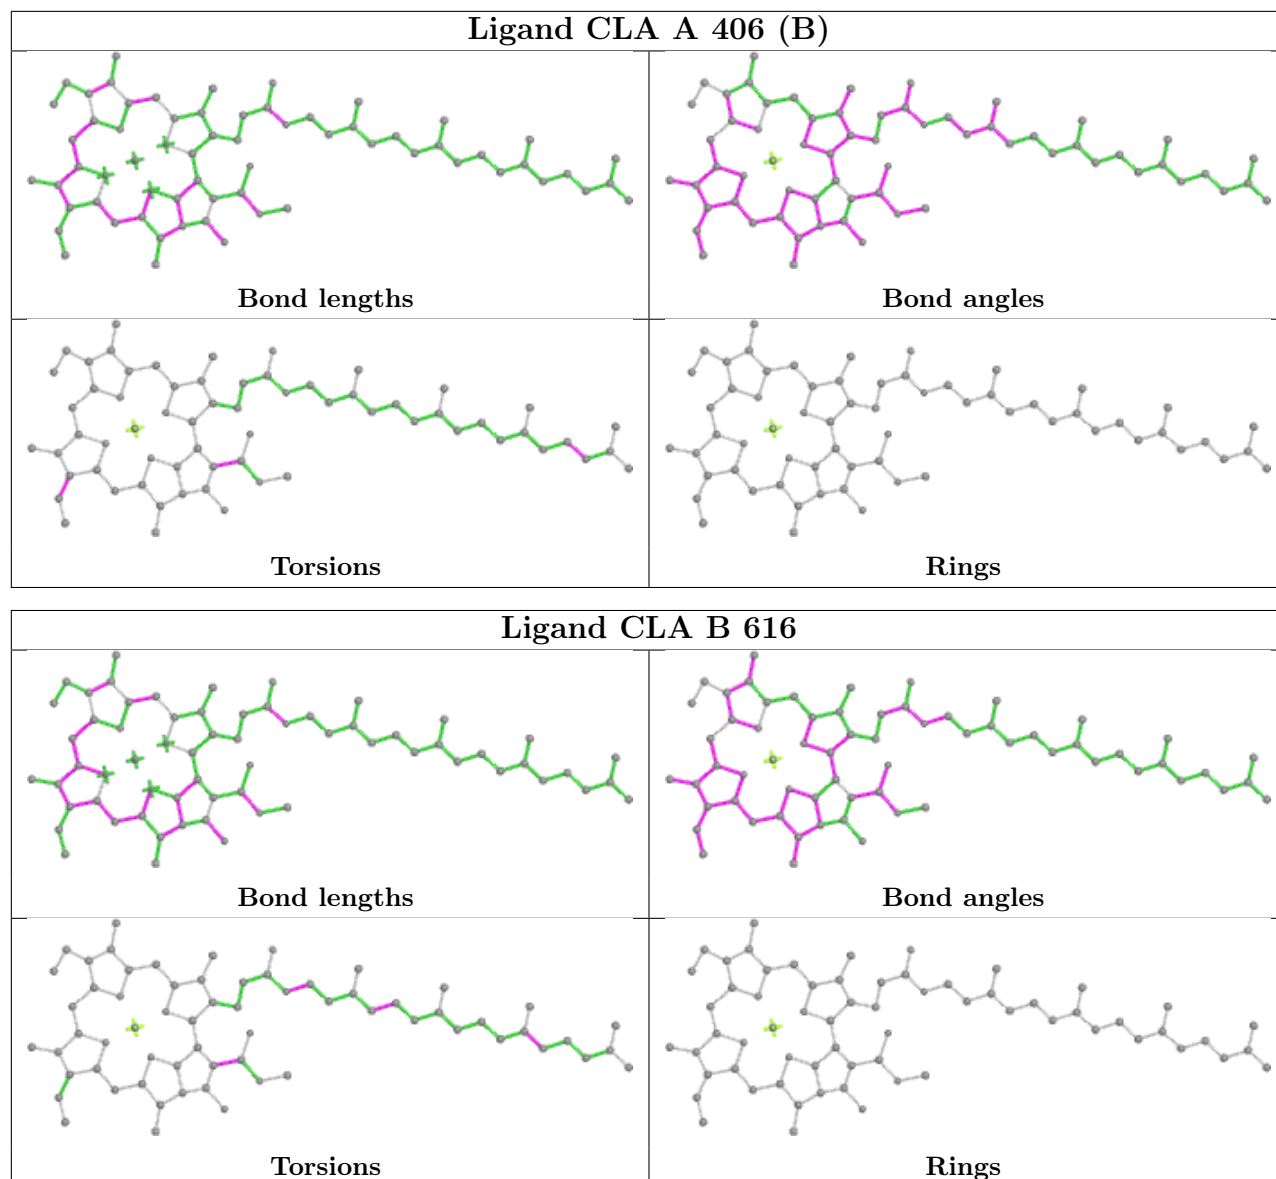 Ligand CLA A 406 (B)
Bond lengths
Bond angles
Torsions
Rings
Ligand CLA B 616
Bond lengths
Bond angles
Torsions
Rings